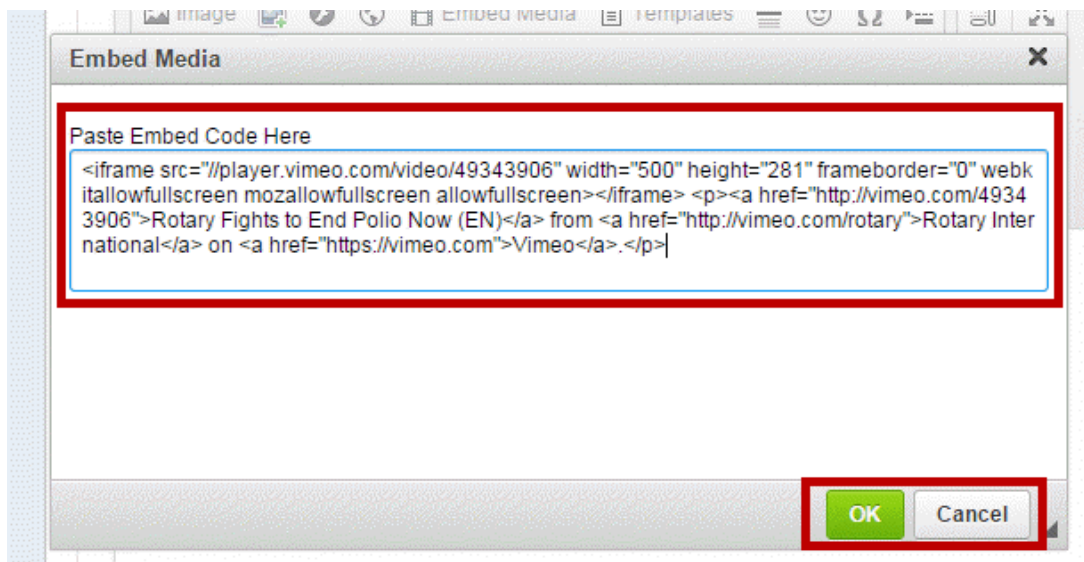 Image Embed Media Templates
Embed Media
Paste Embed Code Here
<iframe src="//player.vimeo.com/video/49343906" width="500" height="281" frameborder="0" webk
itallowfullscreen mozallowfullscreen allowfullscreen></iframe> <p><a href="http://vimeo.com/4934
3906">Rotary Fights to End Polio Now (EN)</a> from <a href="http://vimeo.com/rotary">Rotary Inter
national</a> on <a href="https://vimeo.com">Vimeo</a>.</p>
OK Cancel